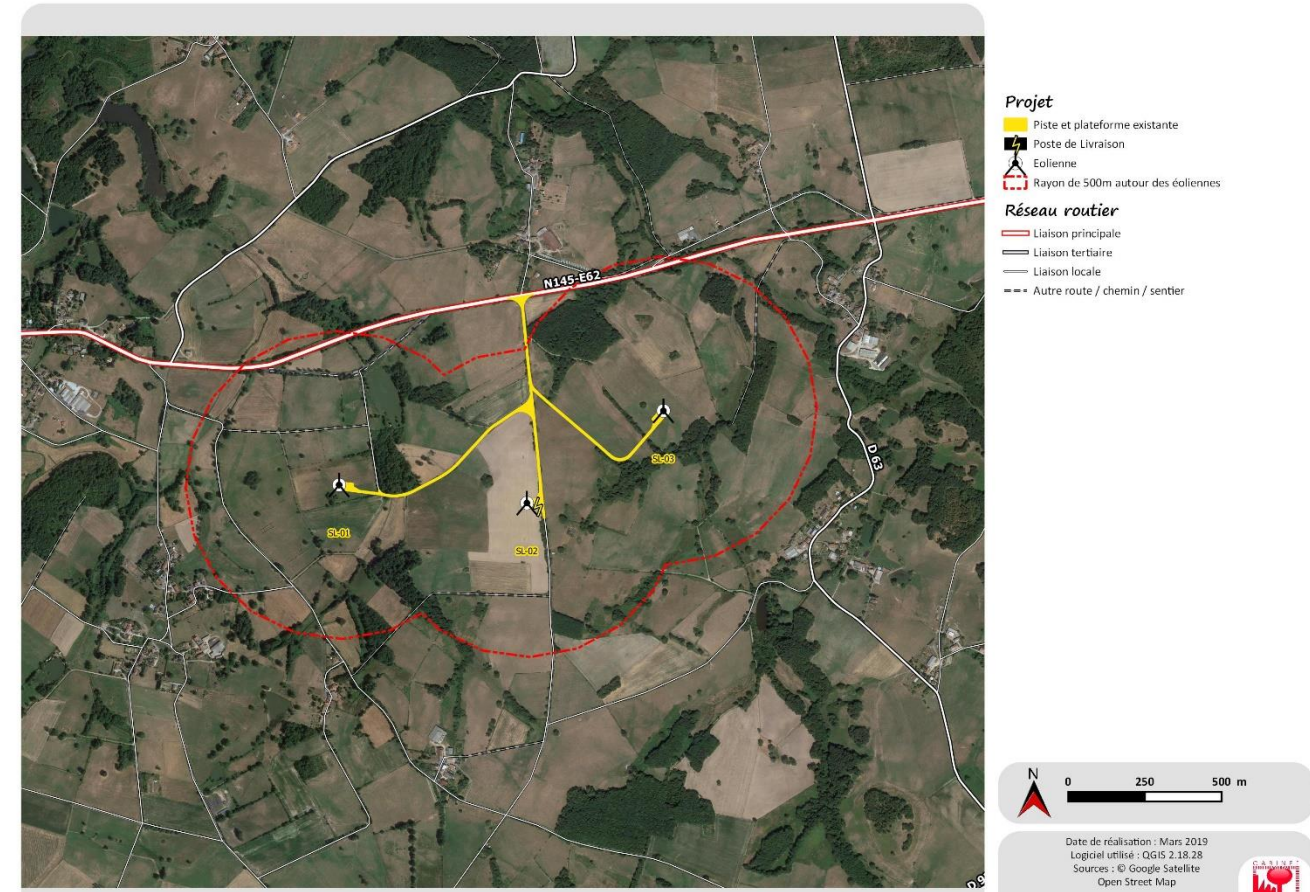 N145-E62
D 63
SL-03
SL-01
SL-02
Projet
Piste et plateforme existante
Poste de Livraison
Eolienne
Rayon de 500m autour des éoliennes
Réseau routier
Liaison principale
Liaison tertiaire
Liaison locale
Autre route / chemin / sentier
N
0 250 500 m
Date de réalisation : Mars 2019
Logiciel utilisé : QGIS 2.18.28
Sources : © Google Satellite
Open Street Map
CABINET